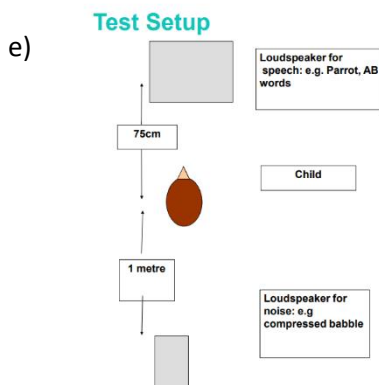 Test Setup
e)
Loudspeaker for
speech: e.g. Parrot, AB
words
75cm
Child
1 metre
Loudspeaker for
noise: e.g
compressed babble